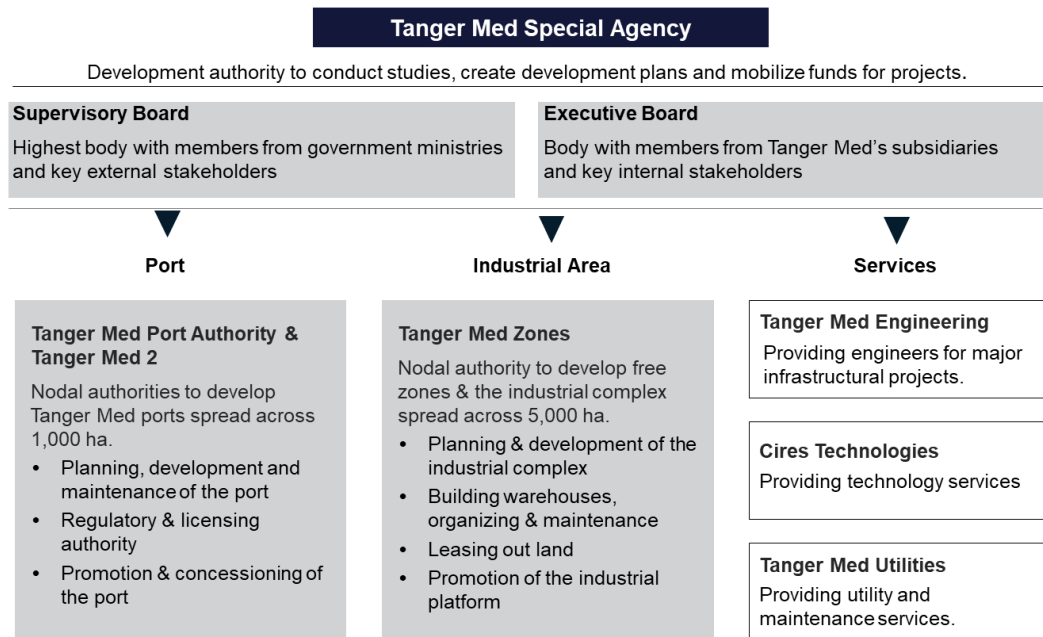 Tanger Med Special Agency
Development authority to conduct studies, create development plans and mobilize funds for projects.
Supervisory Board
Highest body with members from government ministries
and key external stakeholders
Executive Board
Body with members from Tanger Med's subsidiaries
and key internal stakeholders
Port
Industrial Area
Services
Tanger Med Port Authority &
Tanger Med 2
Nodal authorities to develop
Tanger Med ports spread across
1,000 ha.
• Planning, development and
maintenance of the port
• Regulatory & licensing
authority
• Promotion & concessioning of
the port
Tanger Med Zones
Nodal authority to develop free
zones & the industrial complex
spread across 5,000 ha.
• Planning & development of the
industrial complex
• Building warehouses,
organizing & maintenance
• Leasing out land
• Promotion of the industrial
platform
Tanger Med Engineering
Providing engineers for major
infrastructural projects.
Cires Technologies
Providing technology services
Tanger Med Utilities
Providing utility and
maintenance services.